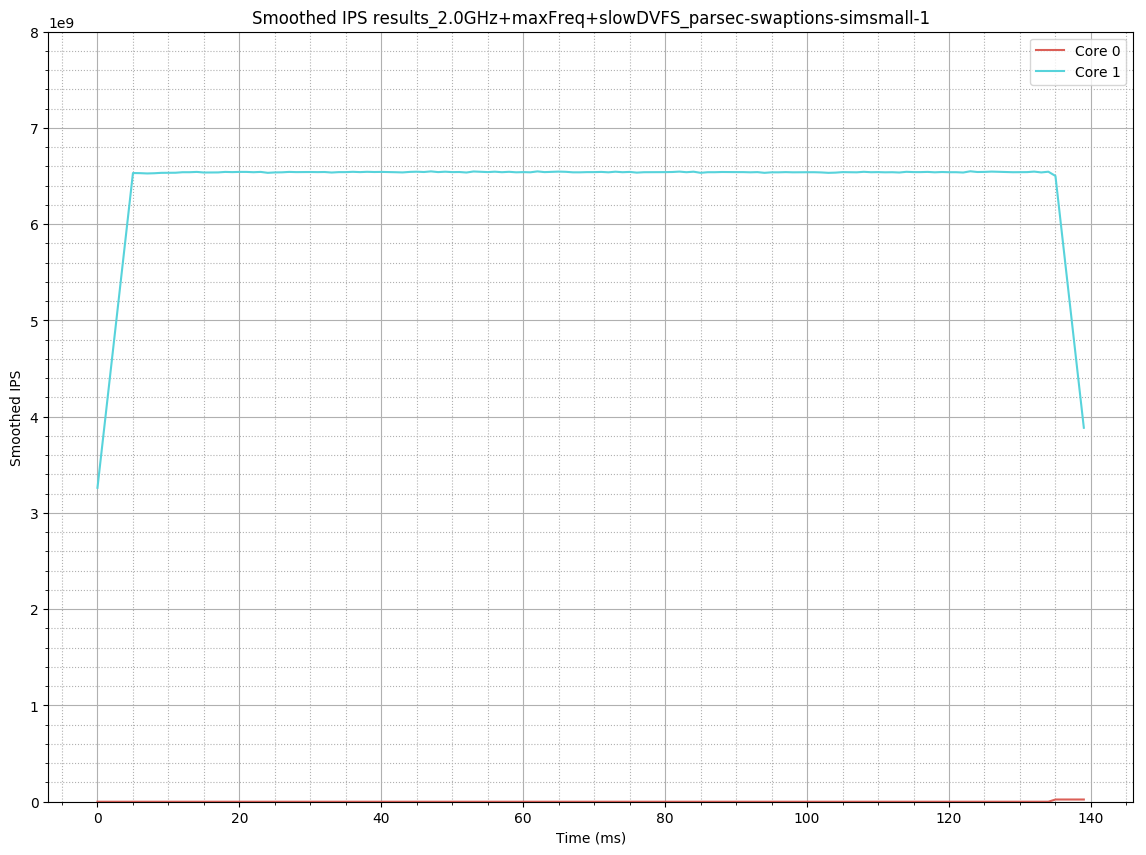 Smoothed IPS results_2.0GHz+maxFreq+slowDVFS_parsec-swaptions-simsmall-1
1e9
8
7
6
5
4
3
2
1
0
Smoothed IPS
Core 0
Core 1
0 20 40 60 80 100 120 140
Time (ms)